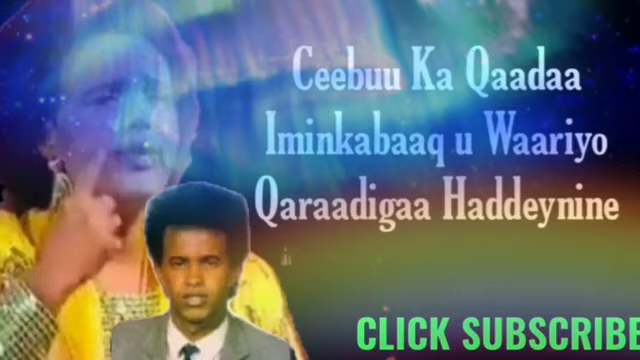 Ceebuu Ka Qaadaa
Iminkabaaq u Waariyo
Qaraadigaa Haddeynine
CLICK SUBSCRIBE